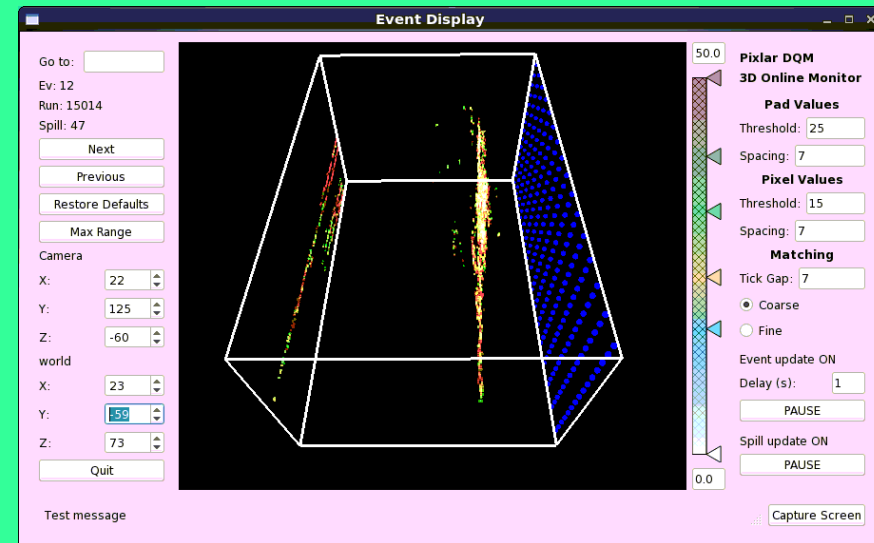 Event Display
Go to:
Ev: 12
Run: 15014
Spill: 47
Next
Previous
Restore Defaults
Max Range
Camera
X: 22
Y: 125
Z: -60
world
X: 23
Y: -59
Z: 73
Quit
Test message
50.0
0.0
Pixlar DQM
3D Online Monitor
Pad Values
Threshold: 25
Spacing: 7
Pixel Values
Threshold: 15
Spacing: 7
Matching
Tick Gap: 7
Coarse
Fine
Event update ON
Delay (s): 1
PAUSE
Spill update ON
PAUSE
Capture Screen